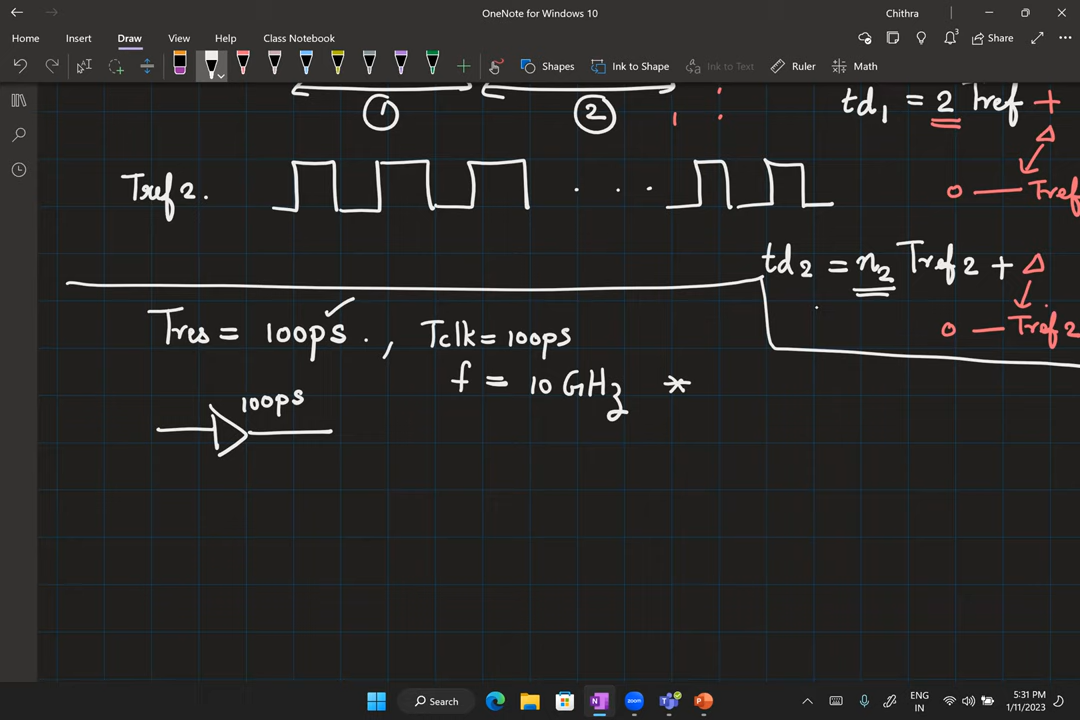 OneNote for Windows 10
Chithra
Home Insert Draw View Help Class Notebook
Share
Shapes Ink to Shape Ink to Text Ruler Math
① ②
td1 = 2 Tref +
Δ
0 — Tref
Tref 2.
. . . .
td2 = n2 Tref 2 + Δ
0 — Tref 2
Tres = 100ps ., Tclk = 100ps
f = 10 GHz *
100ps
Search
ENG
IN
5:31 PM
1/11/2023